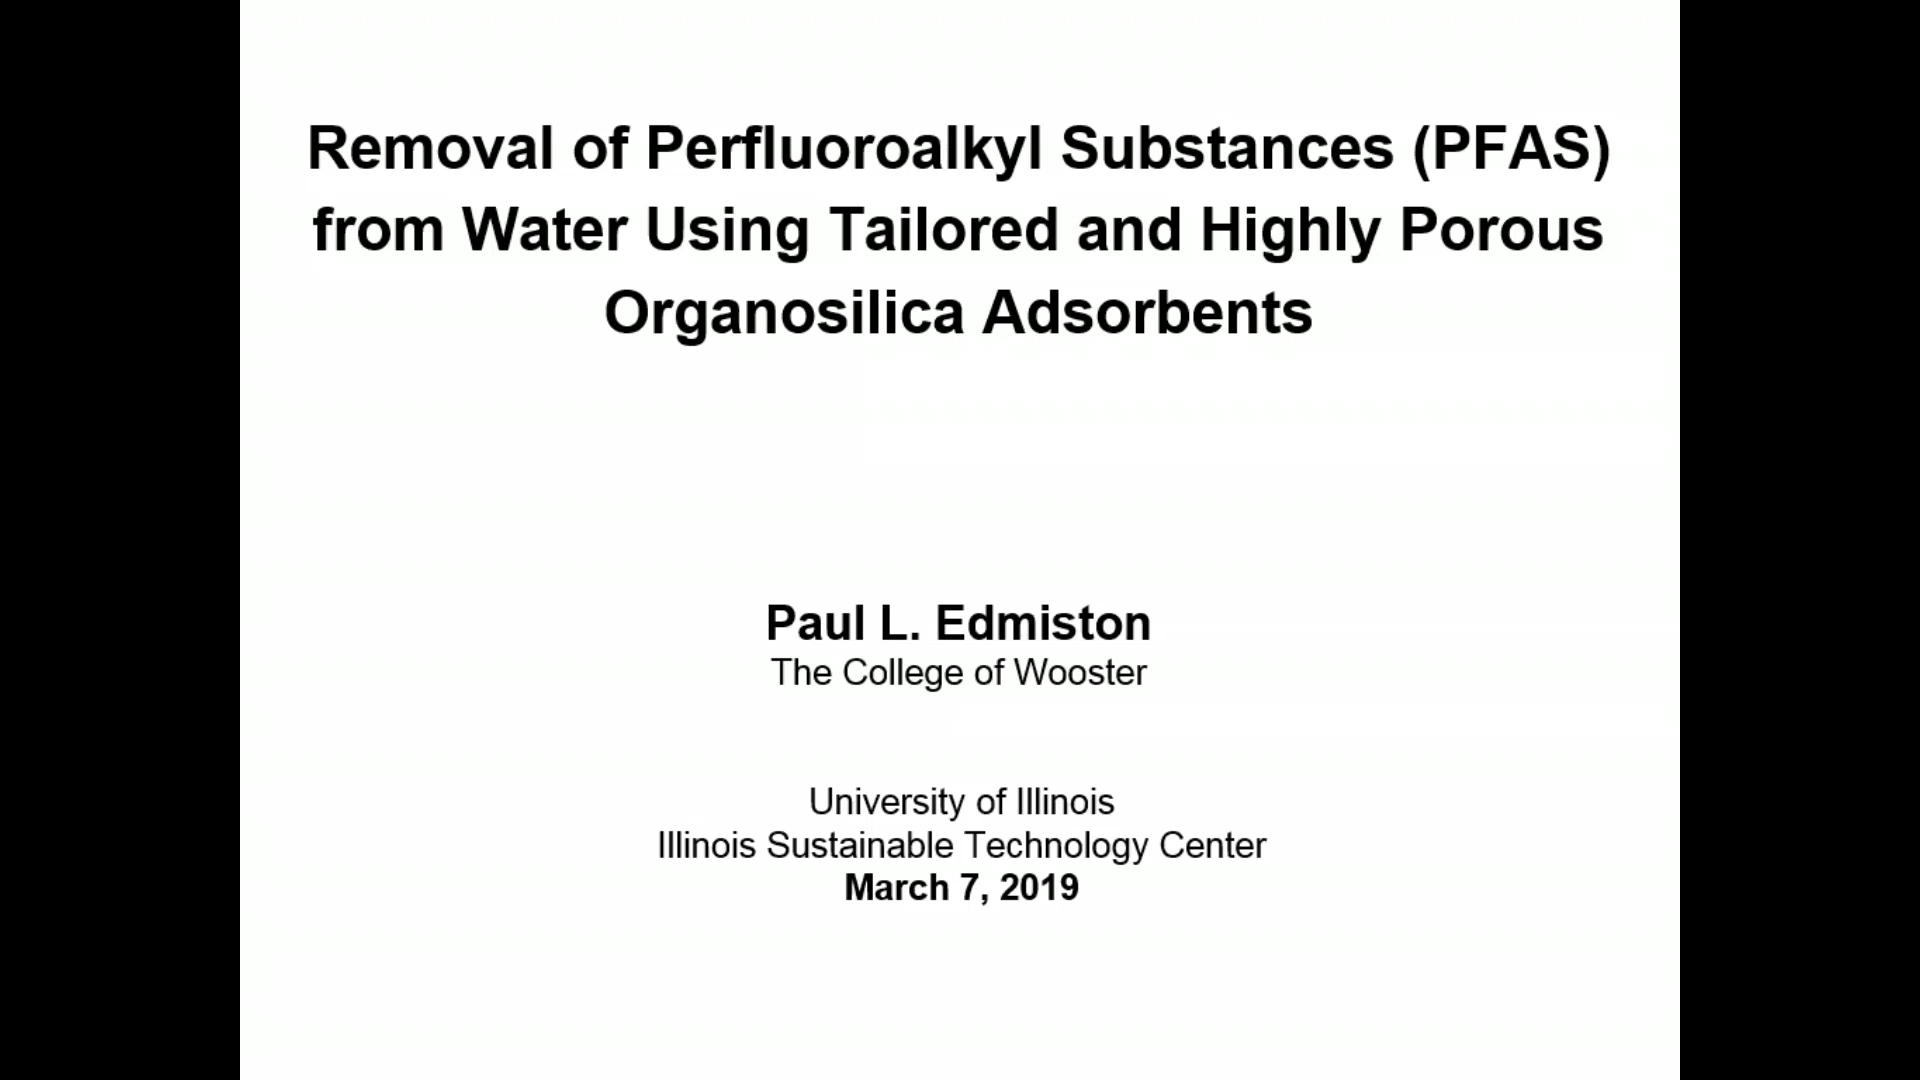 Removal of Perfluoroalkyl Substances (PFAS)
from Water Using Tailored and Highly Porous
Organosilica Adsorbents
Paul L. Edmiston
The College of Wooster
University of Illinois
Illinois Sustainable Technology Center
March 7, 2019